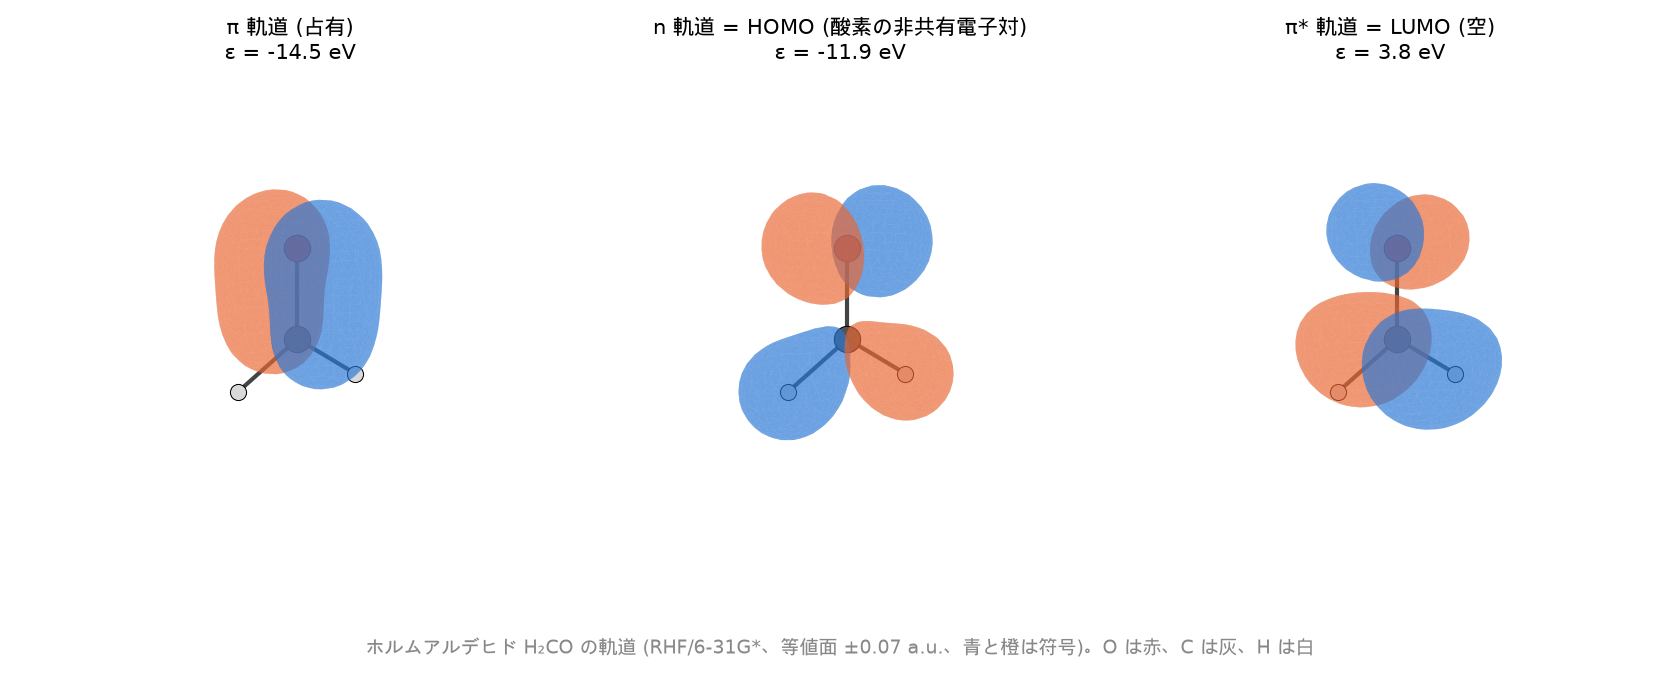 π 軌道 (占有)
ε = -14.5 eV
n 軌道 = HOMO (酸素の非共有電子対)
ε = -11.9 eV
π* 軌道 = LUMO (空)
ε = 3.8 eV
ホルムアルデヒド H₂CO の軌道 (RHF/6-31G*、等値面 ±0.07 a.u.、青と橙は符号)。O は赤、C は灰、H は白